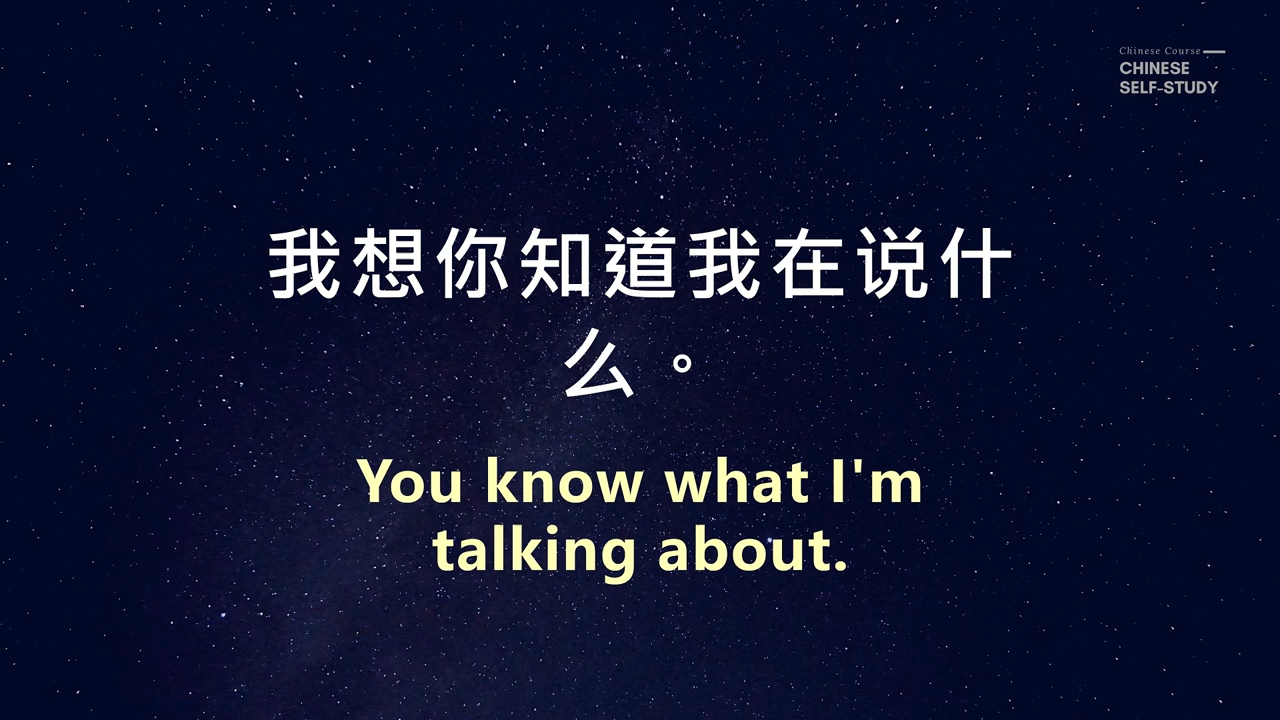 Chinese Course
CHINESE
SELF-STUDY
我想你知道我在说什
么。
You know what I'm
talking about.